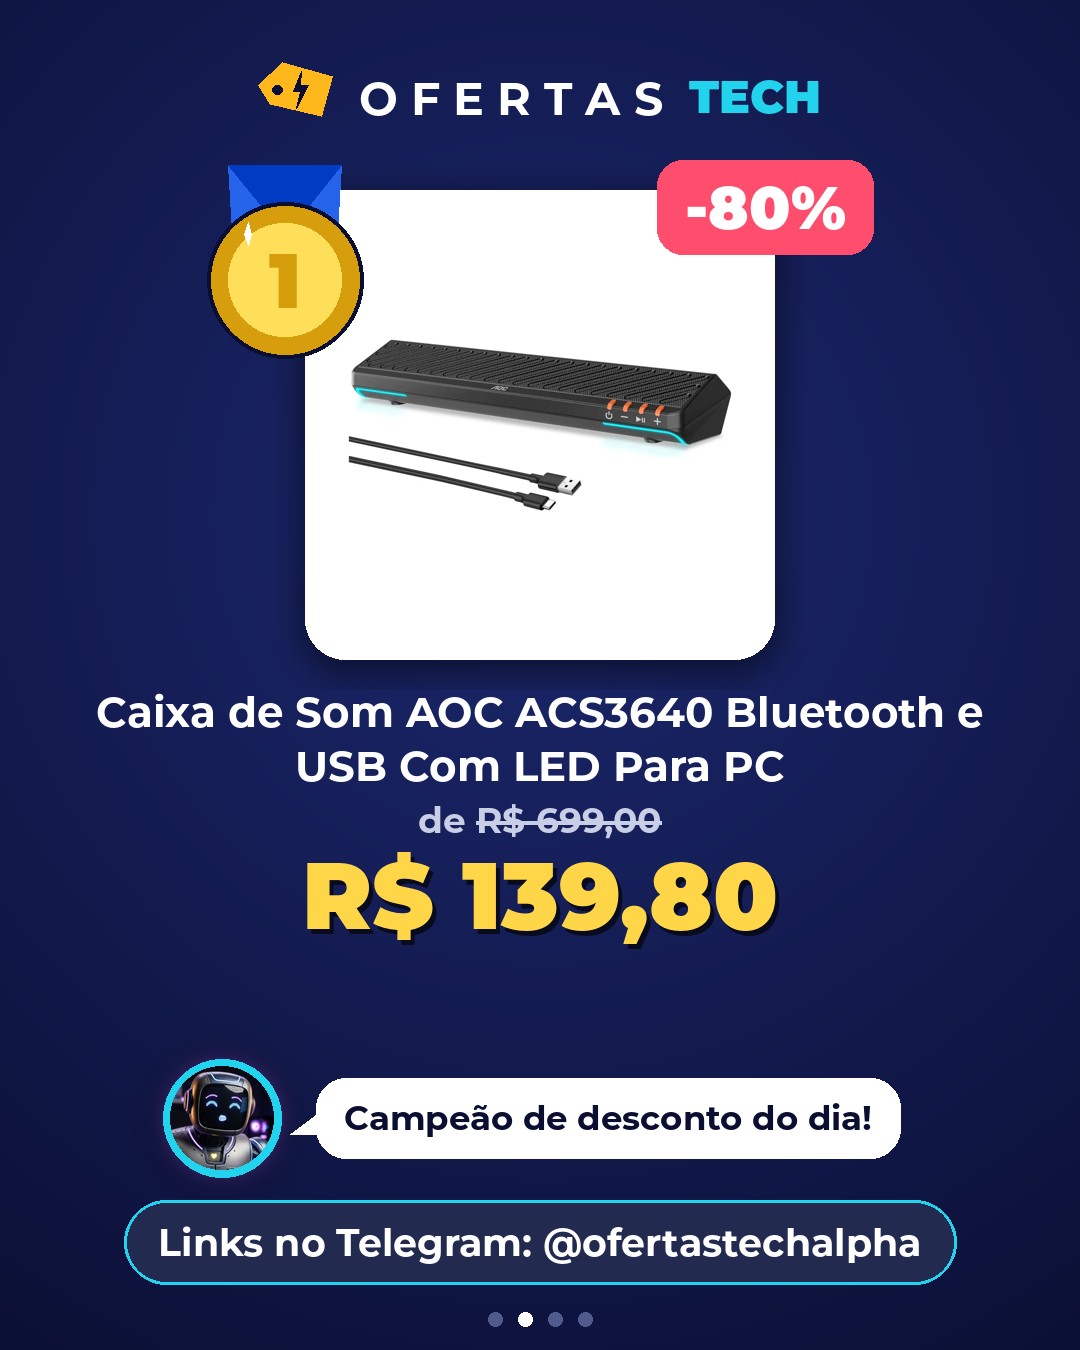 OFERTAS TECH
-80%
1
AOC
Caixa de Som AOC ACS3640 Bluetooth e
USB Com LED Para PC
de R$ 699,00
R$ 139,80
Campeão de desconto do dia!
Links no Telegram: @ofertastechalpha